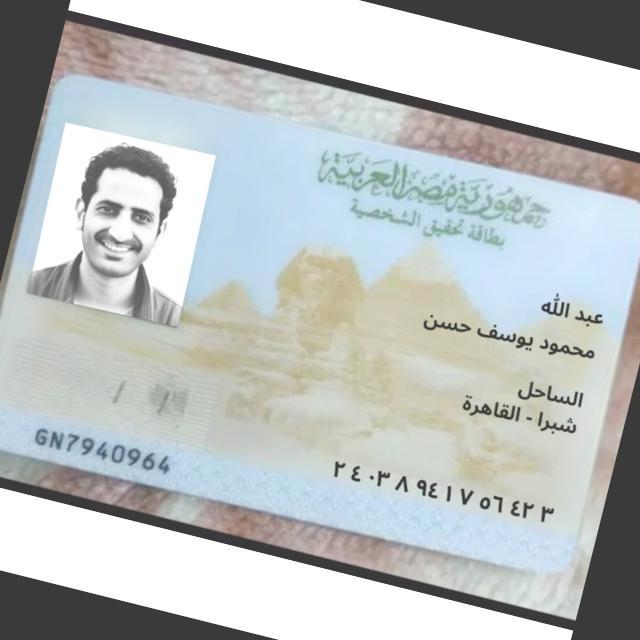 جمهورية مصر العربية
بطاقة تحقيق الشخصية
عبد الله
محمود يوسف حسن
الساحل
شبرا - القاهرة
٢٤٠٣٨٩٤١٧٥٦٤٢٣
GN7940964